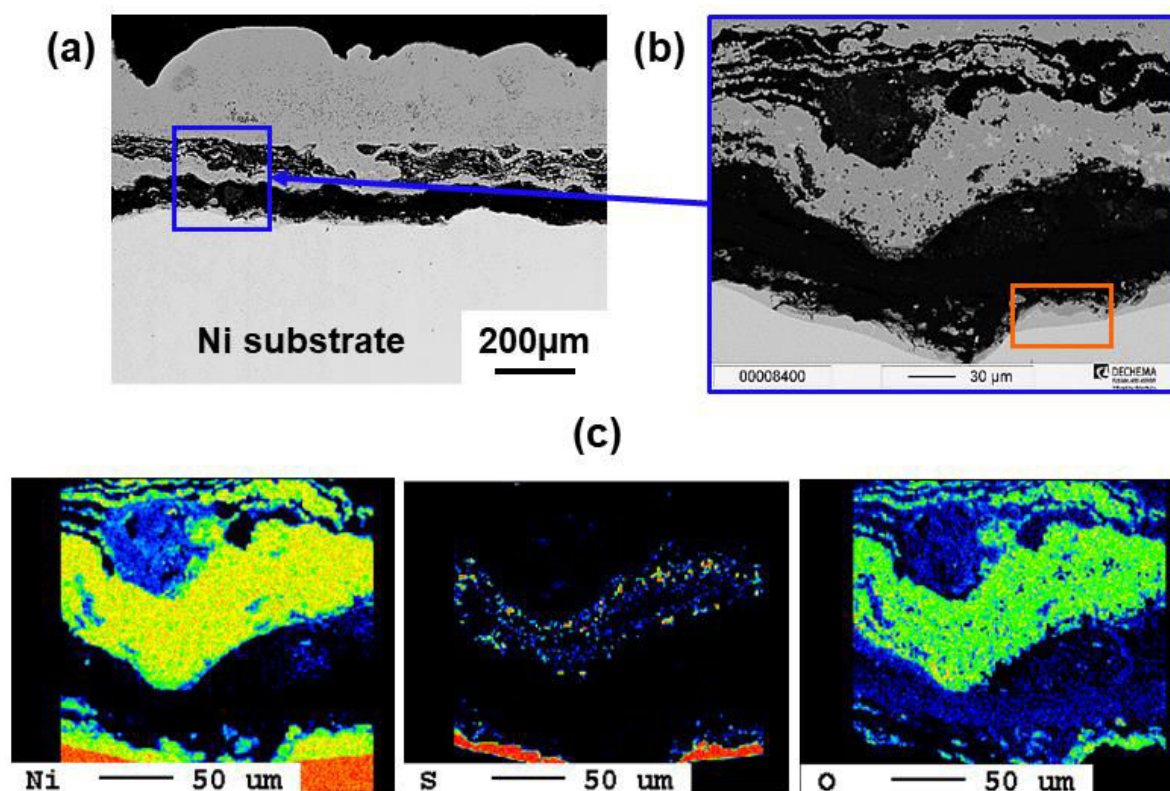 (a)
(b)
Ni substrate
200µm
00008400
30 µm
DECHEMA
(c)
Ni
50 um
S
50 um
O
50 um